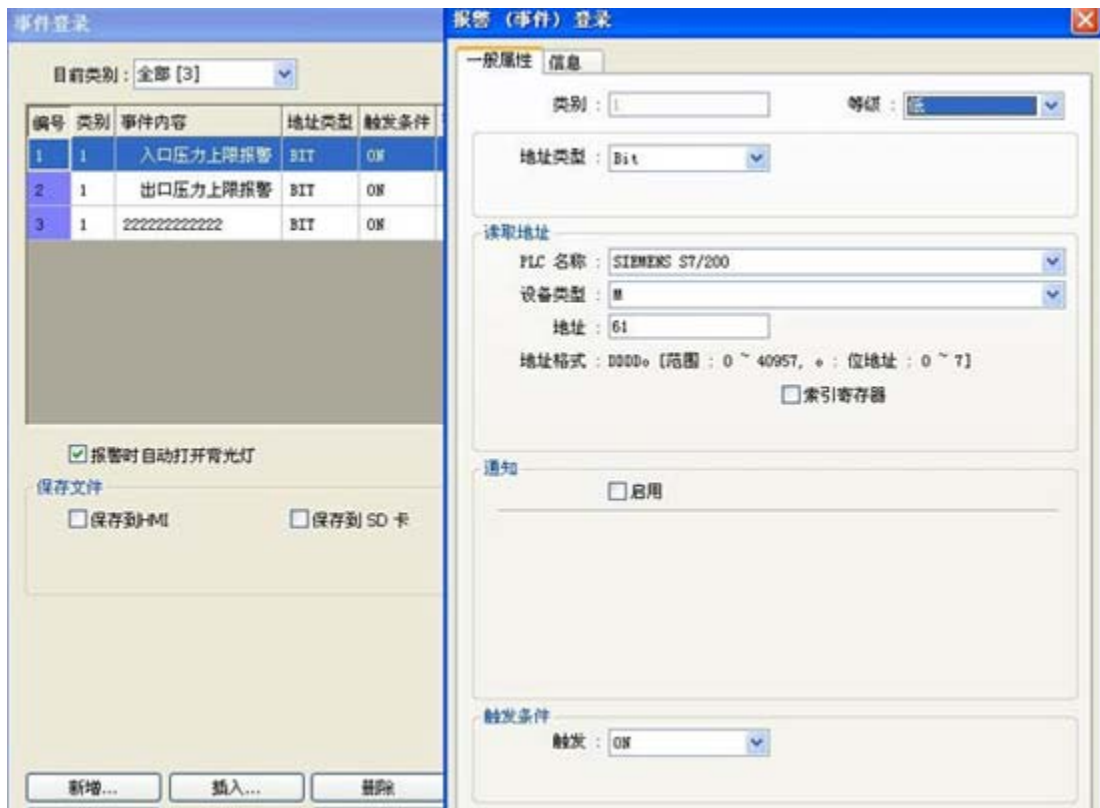 事件登录
目前类别 : 全部 [3]
编号 类别 事件内容 地址类型 触发条件
1 1 入口压力上限报警 BIT ON
2 1 出口压力上限报警 BIT ON
3 1 222222222222 BIT ON
报警时自动打开背光灯
保存文件
保存到HMI 保存到 SD 卡
新增... 插入... 删除
报警 (事件) 登录
一般属性 信息
类别 : 1 等级 : 低
地址类型 : Bit
读取地址
PLC 名称 : SIEMENS S7/200
设备类型 : M
地址 : 61
地址格式 : DDDDo [范围 : 0 ~ 40957, o : 位地址 : 0 ~ 7]
索引寄存器
通知
启用
触发条件
触发 : ON